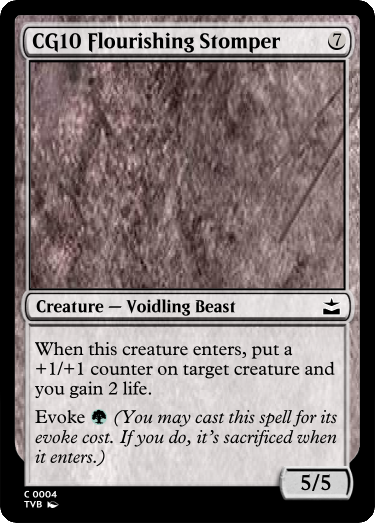 CG10 Flourishing Stomper 7
Creature — Voidling Beast
When this creature enters, put a
+1/+1 counter on target creature and
you gain 2 life.
Evoke (You may cast this spell for its
evoke cost. If you do, it's sacrificed when
it enters.)
5/5
C 0004
TVB